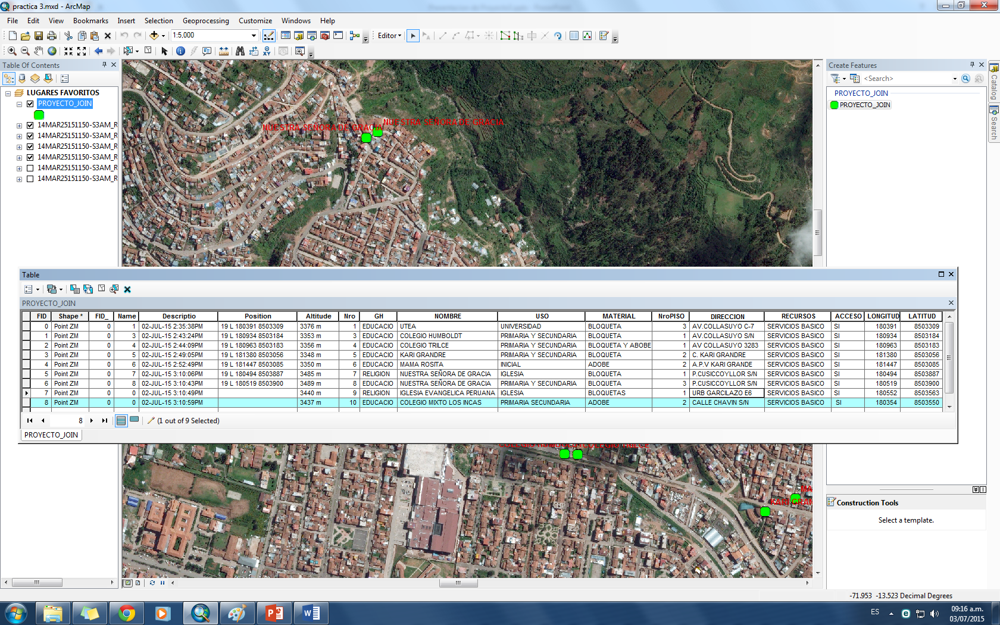 practica 3.mxd - ArcMap
File Edit View Bookmarks Insert Selection Geoprocessing Customize Windows Help
1:5,000 Editor
Table Of Contents
LUGARES FAVORITOS
PROYECTO_JOIN
14MAR25151150-S3AM_R
14MAR25151150-S3AM_R
14MAR25151150-S3AM_R
14MAR25151150-S3AM_R
14MAR25151150-S3AM_R
14MAR25151150-S3AM_R
NUESTRA SEÑORA DE GRACIA
NUESTRA SEÑORA DE GRACIA
Create Features
<Search>
PROYECTO_JOIN
PROYECTO_JOIN
Catalog
Search
Table
PROYECTO_JOIN
FID Shape * FID_ Name Descriptio Position Altitude Nro GH NOMBRE USO MATERIAL NroPISO DIRECCION RECURSOS ACCESO LONGITUD LATITUD
0 Point ZM 0 1 02-JUL-15 2:35:38PM 19 L 180391 8503309 3376 m 1 EDUCACIO UTEA UNIVERSIDAD BLOQUETA 3 AV.COLLASUYO C-7 SERVICIOS BASICO SI 180391 8503309
1 Point ZM 0 3 02-JUL-15 2:43:24PM 19 L 180934 8503184 3353 m 3 EDUCACIO COLEGIO HUMBOLDT PRIMARIA Y SECUNDARIA BLOQUETA 1 AV.COLLASUYO S/N SERVICIOS BASICO SI 180934 8503184
2 Point ZM 0 4 02-JUL-15 2:44:09PM 19 L 180963 8503183 3356 m 4 EDUCACIO COLEGIO TRILCE PRIMARIA Y SECUNDARIA BLOQUETA Y ABOBE 1 AV COLLASUYO 3283 SERVICIOS BASICO SI 180963 8503183
3 Point ZM 0 5 02-JUL-15 2:49:05PM 19 L 181380 8503056 3348 m 5 EDUCACIO KARI GRANDRE PRIMARIA Y SECUNDARIA BLOQUETA 2 C. KARI GRANDRE SERVICIOS BASICO SI 181380 8503056
4 Point ZM 0 6 02-JUL-15 2:52:49PM 19 L 181447 8503085 3350 m 6 EDUCACIO MAMA ROSITA INICIAL ADOBE 2 A.P.V KARI GRANDE SERVICIOS BASICO SI 181447 8503085
5 Point ZM 0 7 02-JUL-15 3:10:06PM 19 L 180494 8503887 3485 m 7 RELIGION NUESTRA SEÑORA DE GRACIA IGLESIA BLOQUETA 1 P.CUSICCOYLLOR S/N SERVICIOS BASICO SI 180494 8503887
6 Point ZM 0 8 02-JUL-15 3:10:43PM 19 L 180519 8503900 3489 m 8 EDUCACIO NUESTRA SEÑORA DE GRACIA PRIMARIA Y SECUNDARIA BLOQUETA 3 P.CUSICCOYLLOR S/N SERVICIOS BASICO SI 180519 8503900
7 Point ZM 0 0 02-JUL-15 3:10:49PM 3440 m 9 RELIGION IGLESIA EVANGELICA PERUANA IGLESIA BLOQUETAS 1 URB GARCILAZO E6 SERVICIOS BASICO SI 180552 8503563
8 Point ZM 0 0 02-JUL-15 3:10:59PM 3437 m 10 EDUCACIO COLEGIO MIXTO LOS INCAS PRIMARIA SECUNDARIA ADOBE 2 CALLE CHAVIN S/N SERVICIOS BASICO SI 180354 8503550
8 (1 out of 9 Selected)
PROYECTO_JOIN
COLEGIO HUMBOLDT
COLEGIO TRILCE
MA
KARI GRAN
Construction Tools
Select a template.
-71.953 -13.523 Decimal Degrees
ES
09:16 a.m.
03/07/2015